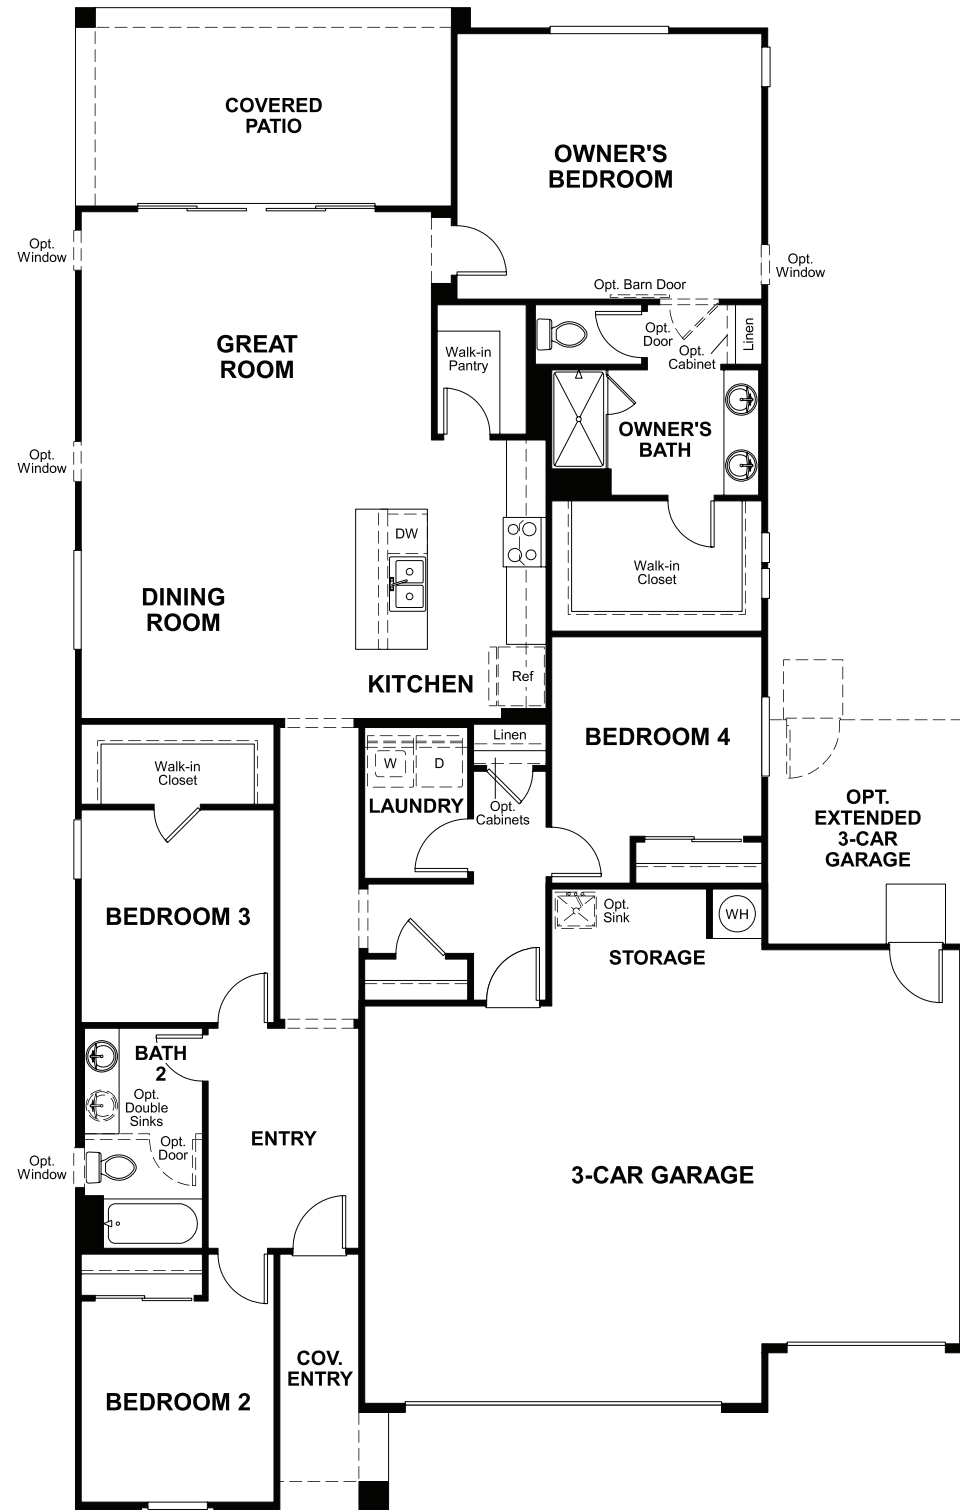 COVERED
PATIO
OWNER'S
BEDROOM
Opt.
Window
Opt.
Window
Opt. Barn Door
GREAT
ROOM
Walk-in
Pantry
Opt.
Door
Opt.
Cabinet
Linen
OWNER'S
BATH
Opt.
Window
DW
Walk-in
Closet
DINING
ROOM
KITCHEN
Ref
Linen
BEDROOM 4
Walk-in
Closet
W
D
LAUNDRY
Opt.
Cabinets
OPT.
EXTENDED
3-CAR
GARAGE
BEDROOM 3
Opt.
Sink
WH
STORAGE
BATH
2
Opt.
Double
Sinks
Opt.
Door
Opt.
Window
ENTRY
3-CAR GARAGE
COV.
ENTRY
BEDROOM 2